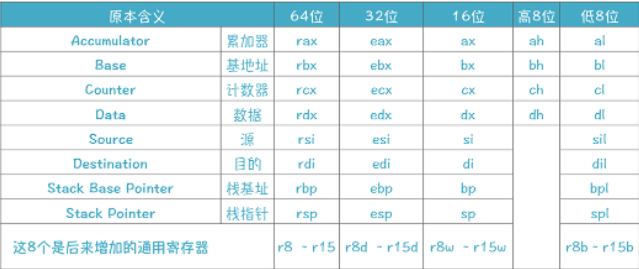 原本含义 64位 32位 16位 高8位 低8位
Accumulator 累加器 rax eax ax ah al
Base 基地址 rbx ebx bx bh bl
Counter 计数器 rcx ecx cx ch cl
Data 数据 rdx edx dx dh dl
Source 源 rsi esi si sil
Destination 目的 rdi edi di dil
Stack Base Pointer 栈基址 rbp ebp bp bpl
Stack Pointer 栈指针 rsp esp sp spl
这8个是后来增加的通用寄存器 r8 - r15 r8d - r15d r8w - r15w r8b - r15b